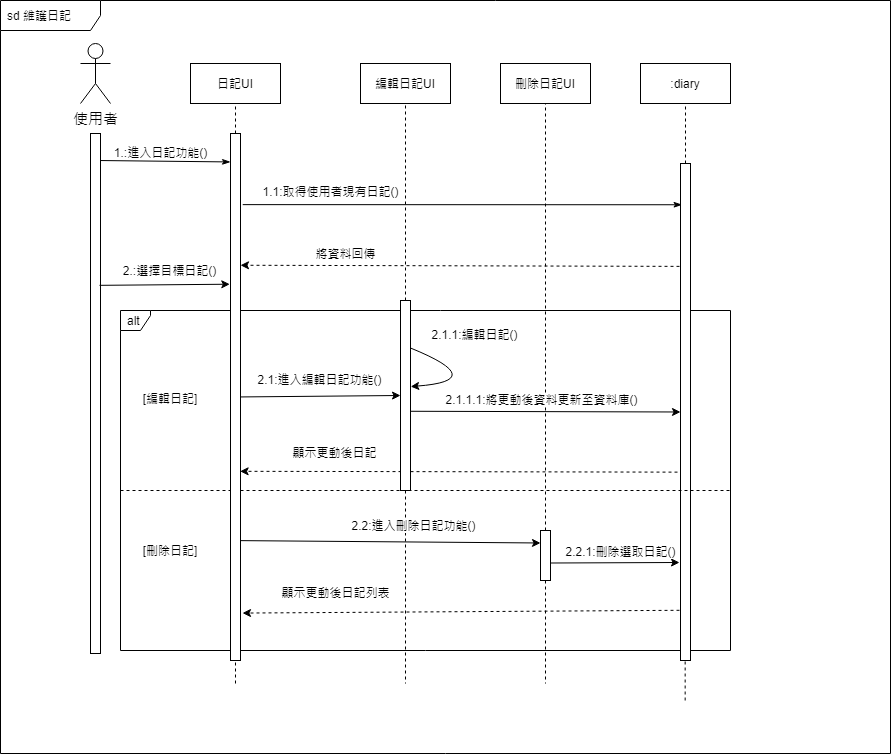 sd 維護日記
使用者
日記UI
編輯日記UI
刪除日記UI
:diary
1.:進入日記功能()
1.1:取得使用者現有日記()
將資料回傳
2.:選擇目標日記()
alt
2.1.1:編輯日記()
2.1:進入編輯日記功能()
[編輯日記]
2.1.1.1:將更動後資料更新至資料庫()
顯示更動後日記
2.2:進入刪除日記功能()
[刪除日記]
2.2.1:刪除選取日記()
顯示更動後日記列表